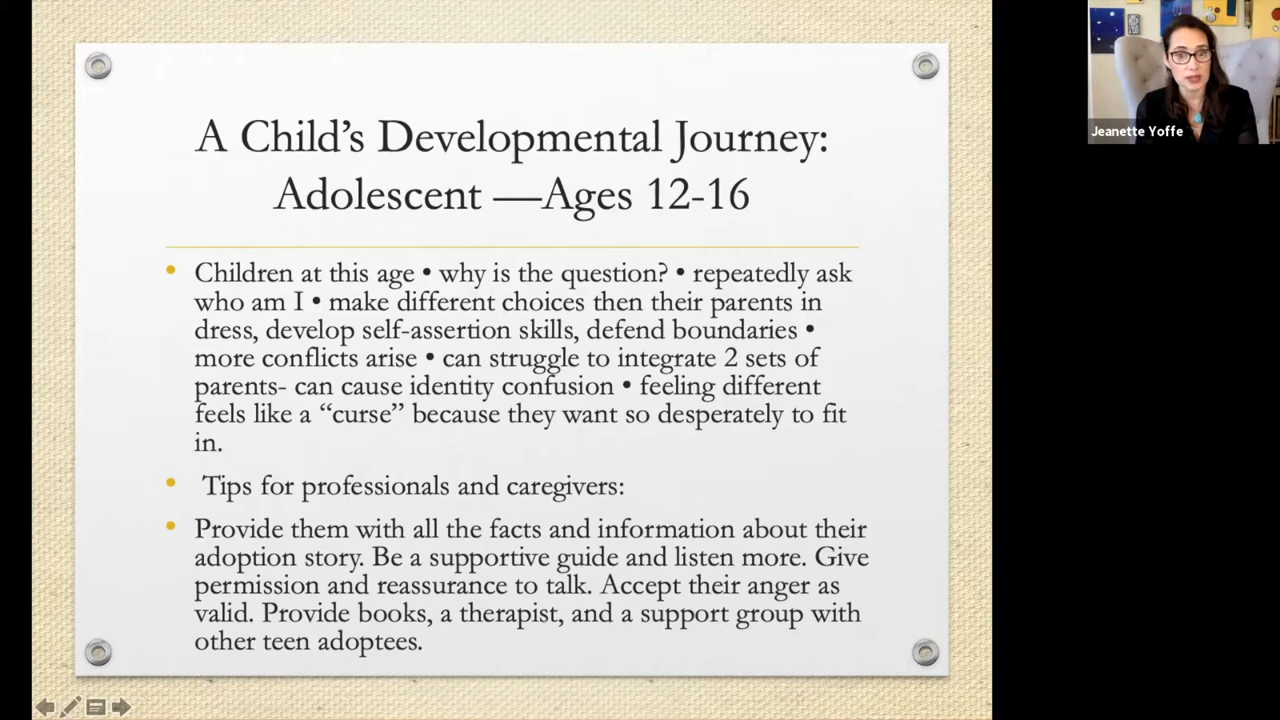 A Child’s Developmental Journey:
Adolescent —Ages 12-16
• Children at this age • why is the question? • repeatedly ask
who am I • make different choices then their parents in
dress, develop self-assertion skills, defend boundaries •
more conflicts arise • can struggle to integrate 2 sets of
parents- can cause identity confusion • feeling different
feels like a “curse” because they want so desperately to fit
in.
• Tips for professionals and caregivers:
• Provide them with all the facts and information about their
adoption story. Be a supportive guide and listen more. Give
permission and reassurance to talk. Accept their anger as
valid. Provide books, a therapist, and a support group with
other teen adoptees.
Jeanette Yoffe